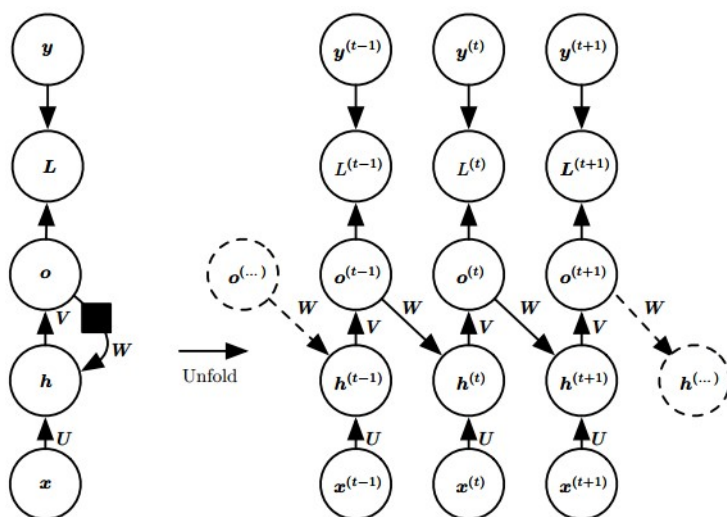 y y^(t−1) y^(t) y^(t+1)
L L^(t−1) L^(t) L^(t+1)
o o^(...) o^(t−1) o^(t) o^(t+1)
V W V W V W V W
W
Unfold
h h^(t−1) h^(t) h^(t+1) h^(...)
U U U U
x x^(t−1) x^(t) x^(t+1)